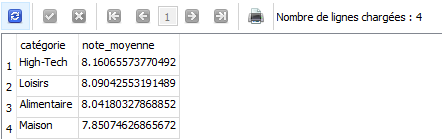 1 Nombre de lignes chargées : 4
catégorie note_moyenne
1 High-Tech 8.16065573770492
2 Loisirs 8.09042553191489
3 Alimentaire 8.04180327868852
4 Maison 7.85074626865672